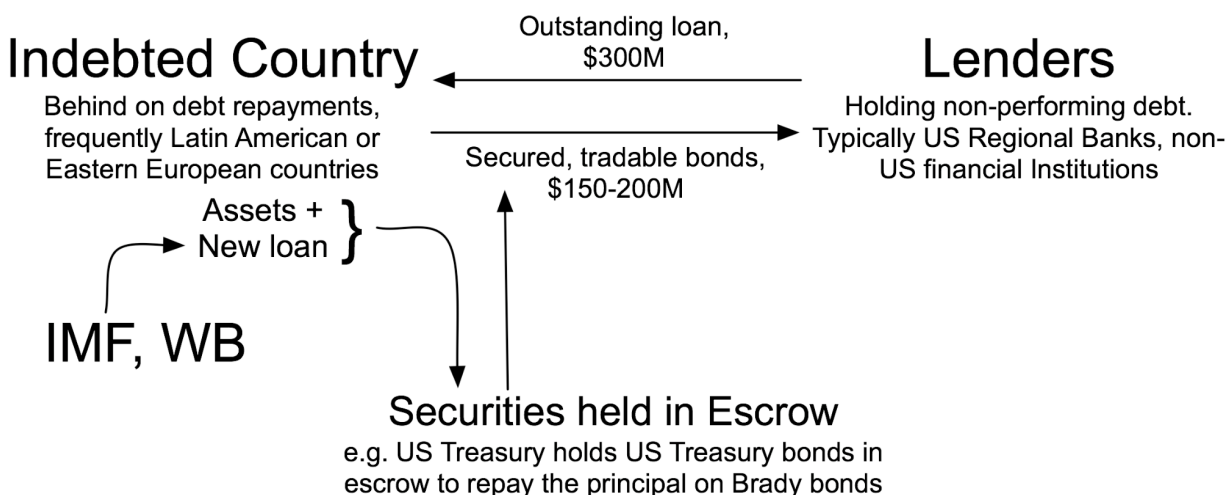 Indebted Country
Behind on debt repayments,
frequently Latin American or
Eastern European countries
Outstanding loan,
$300M
Secured, tradable bonds,
$150-200M
Lenders
Holding non-performing debt.
Typically US Regional Banks, non-
US financial Institutions
Assets +
New loan }
IMF, WB
Securities held in Escrow
e.g. US Treasury holds US Treasury bonds in
escrow to repay the principal on Brady bonds